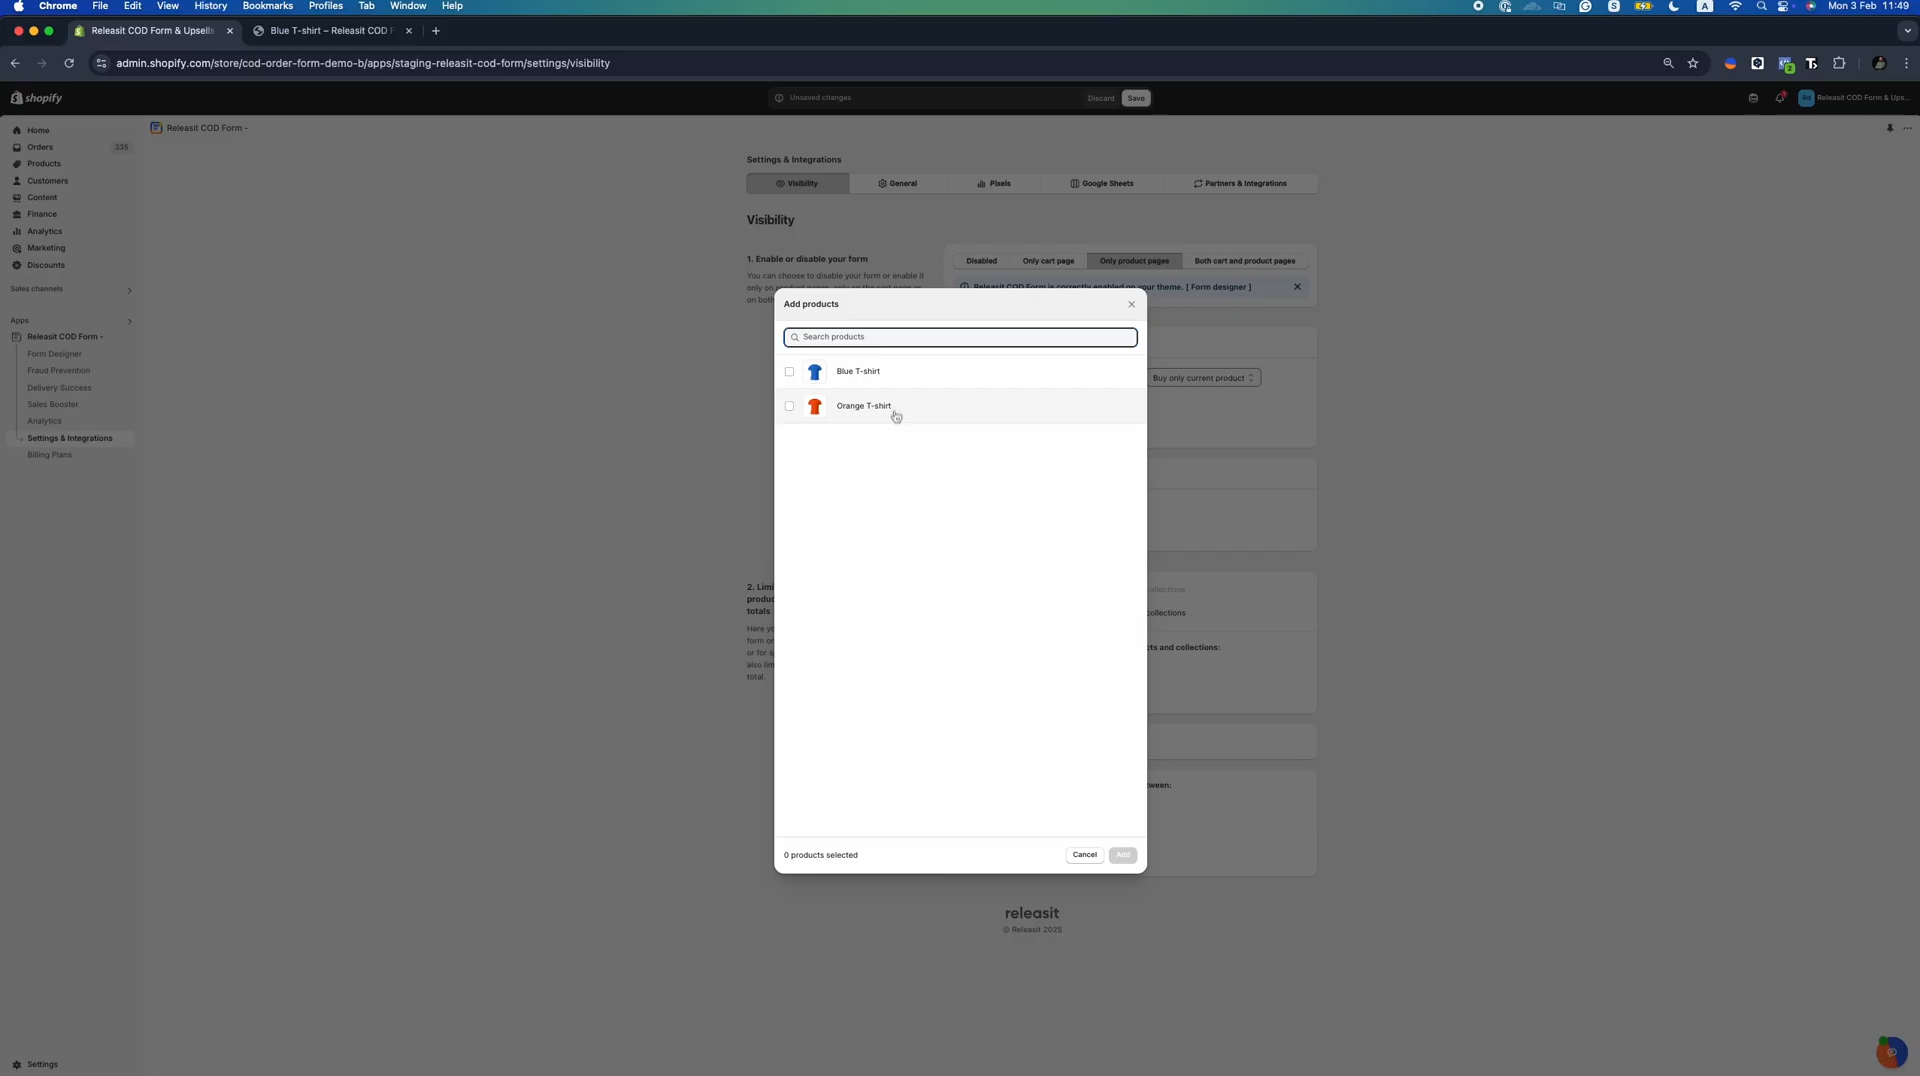 Chrome File Edit View History Bookmarks Profiles Tab Window Help
A
Mon 3 Feb 11:49
Releasit COD Form & Upsells
Blue T-shirt – Releasit COD F
admin.shopify.com/store/cod-order-form-demo-b/apps/staging-releasit-cod-form/settings/visibility
2
shopify
Unsaved changes
Discard
Save
Releasit COD Form & Ups...
Home
Orders 335
Products
Customers
Content
Finance
Analytics
Marketing
Discounts
Sales channels
Apps
Releasit COD Form -
Form Designer
Fraud Prevention
Delivery Success
Sales Booster
Analytics
Settings & Integrations
Billing Plans
Settings
Releasit COD Form -
Settings & Integrations
Visibility
General
Pixels
Google Sheets
Partners & Integrations
Visibility
1. Enable or disable your form
You can choose to disable your form or enable it
only on product pages, only on the cart page or
on both
Disabled
Only cart page
Only product pages
Both cart and product pages
Releasit COD Form is correctly enabled on your theme. [ Form designer ]
Buy only current product
2. Limi
produc
totals
Here yo
form on
or for s
also lim
total.
collections
collections
cts and collections:
ween:
Add products
Search products
Blue T-shirt
Orange T-shirt
0 products selected
Cancel
Add
releasit
© Releasit 2025